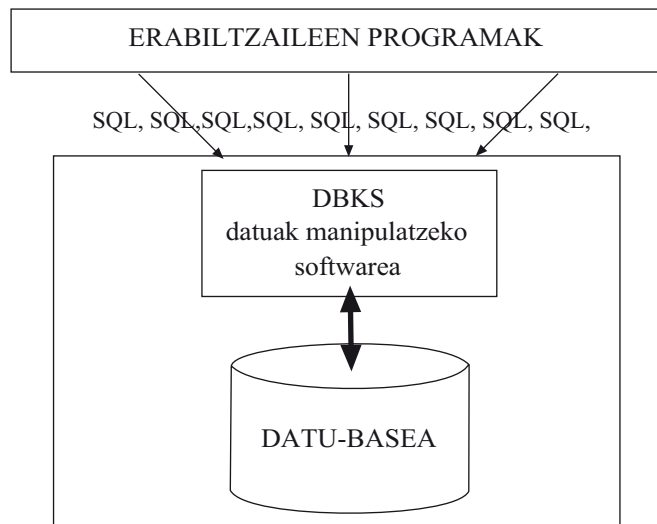 ERABILTZAILEEN PROGRAMAK
SQL, SQL,SQL,SQL, SQL, SQL, SQL, SQL, SQL,
DBKS
datuak manipulatzeko
softwarea
DATU-BASEA